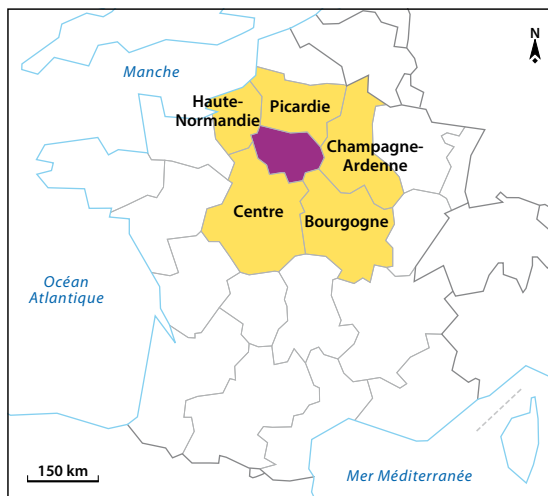 N
Manche
Haute-
Normandie
Picardie
Champagne-
Ardenne
Centre
Bourgogne
Océan
Atlantique
150 km
Mer Méditerranée